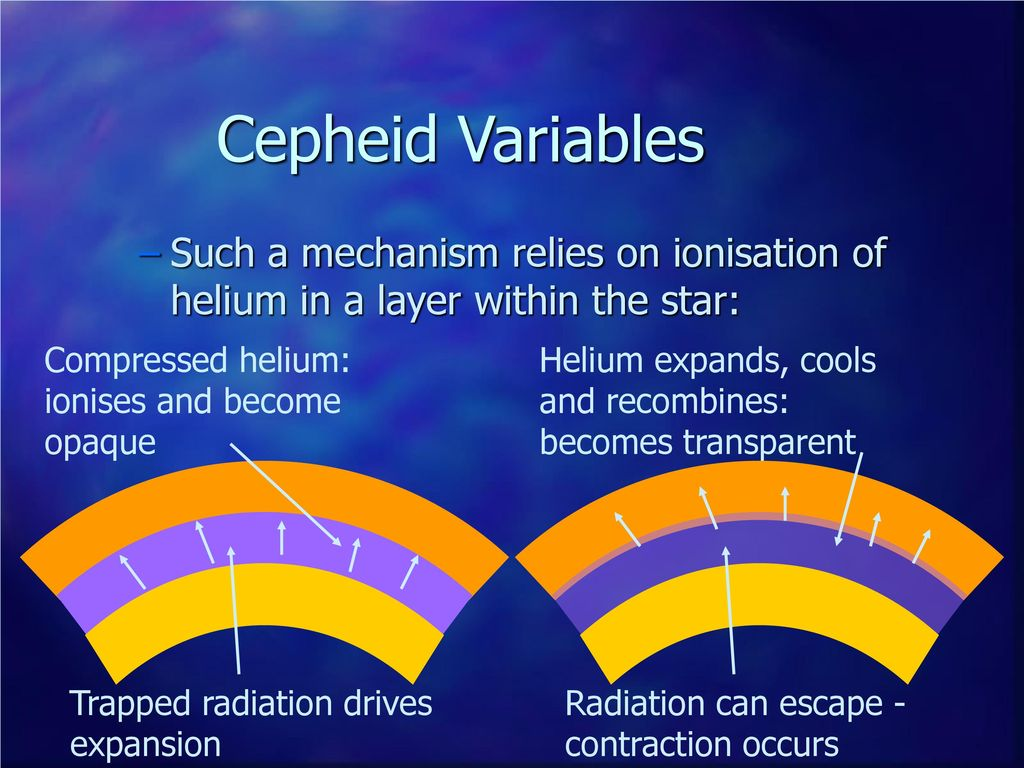 Cepheid Variables
– Such a mechanism relies on ionisation of
helium in a layer within the star:
Compressed helium:
ionises and become
opaque
Helium expands, cools
and recombines:
becomes transparent
Trapped radiation drives
expansion
Radiation can escape -
contraction occurs